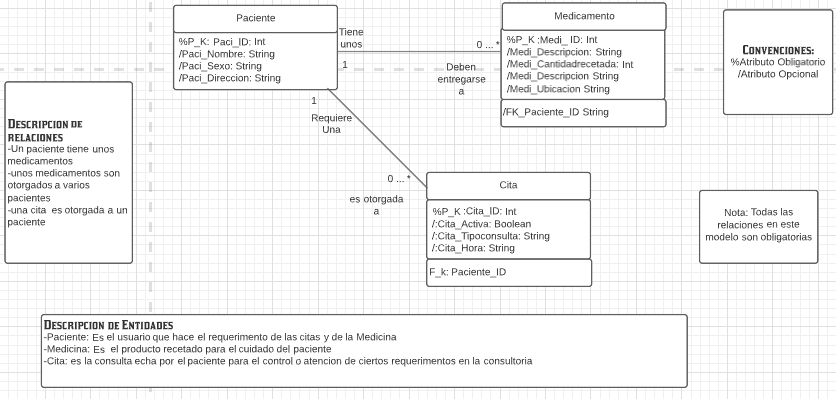 Paciente
%P_K: Paci_ID: Int
/Paci_Nombre: String
/Paci_Sexo: String
/Paci_Direccion: String
Tiene
unos
1
0 ... *
Deben
entregarse
a
Medicamento
%P_K :Medi_ ID: Int
/Medi_Descripcion: String
/Medi_Cantidadrecetada: Int
/Medi_Descripcion String
/Medi_Ubicacion String
/FK_Paciente_ID String
Convenciones:
%Atributo Obligatorio
/Atributo Opcional
Descripcion de
relaciones
-Un paciente tiene unos
medicamentos
-unos medicamentos son
otorgados a varios
pacientes
-una cita es otorgada a un
paciente
1
Requiere
Una
0 ... *
es otorgada
a
Cita
%P_K :Cita_ID: Int
/:Cita_Activa: Boolean
/:Cita_Tipoconsulta: String
/:Cita_Hora: String
F_k: Paciente_ID
Nota: Todas las
relaciones en este
modelo son obligatorias
Descripcion de Entidades
-Paciente: Es el usuario que hace el requerimento de las citas y de la Medicina
-Medicina: Es el producto recetado para el cuidado del paciente
-Cita: es la consulta echa por el paciente para el control o atencion de ciertos requerimentos en la consultoria